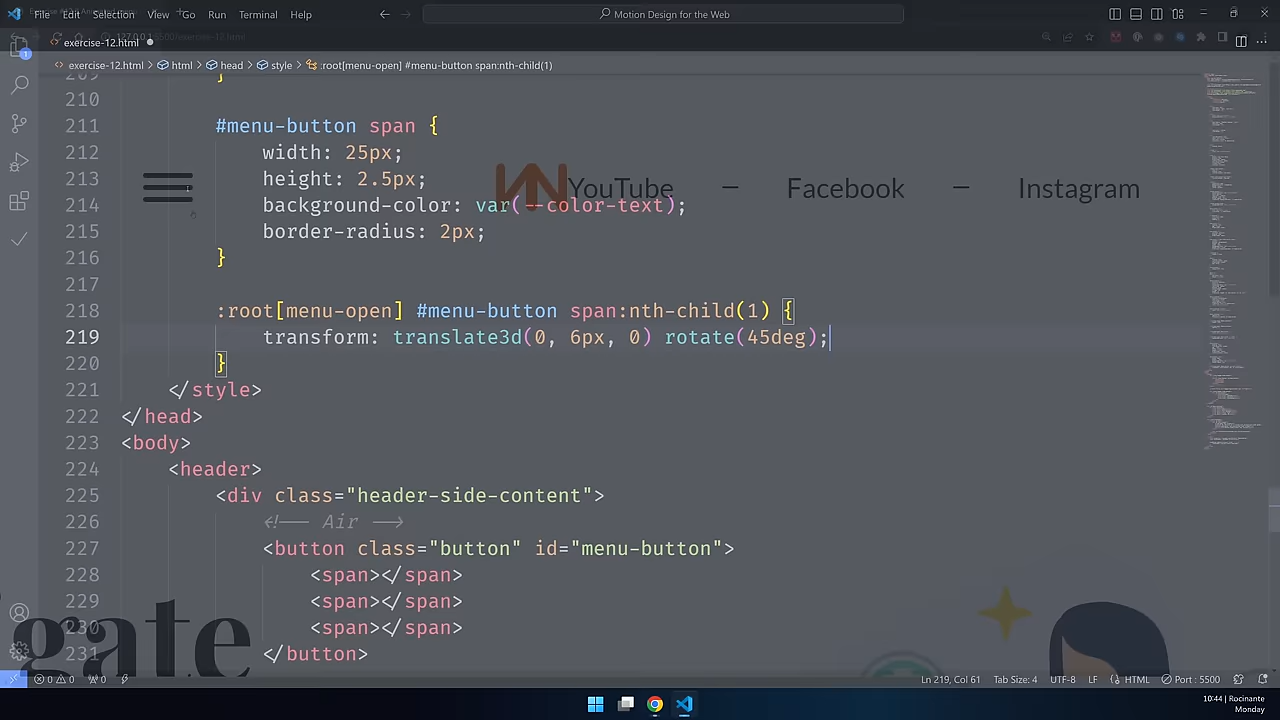 File Edit Selection View Go Run Terminal Help
Motion Design for the Web
exercise-12.html
exercise-12.html > html > head > style > :root[menu-open] #menu-button span:nth-child(1)
209 }
210
211 #menu-button span {
212 width: 25px;
213 height: 2.5px;
YouTube — Facebook — Instagram
214 background-color: var(--color-text);
215 border-radius: 2px;
216 }
217
218 :root[menu-open] #menu-button span:nth-child(1) {
219 transform: translate3d(0, 6px, 0) rotate(45deg);
220 }
221 </style>
222 </head>
223 <body>
224 <header>
225 <div class="header-side-content">
226 <!-- Air -->
227 <button class="button" id="menu-button">
228 <span></span>
229 <span></span>
230 <span></span>
231 </button>
gate
0 0 0 Ln 219, Col 61 Tab Size: 4 UTF-8 LF HTML Port : 5500
10:44 | Rocinante
Monday